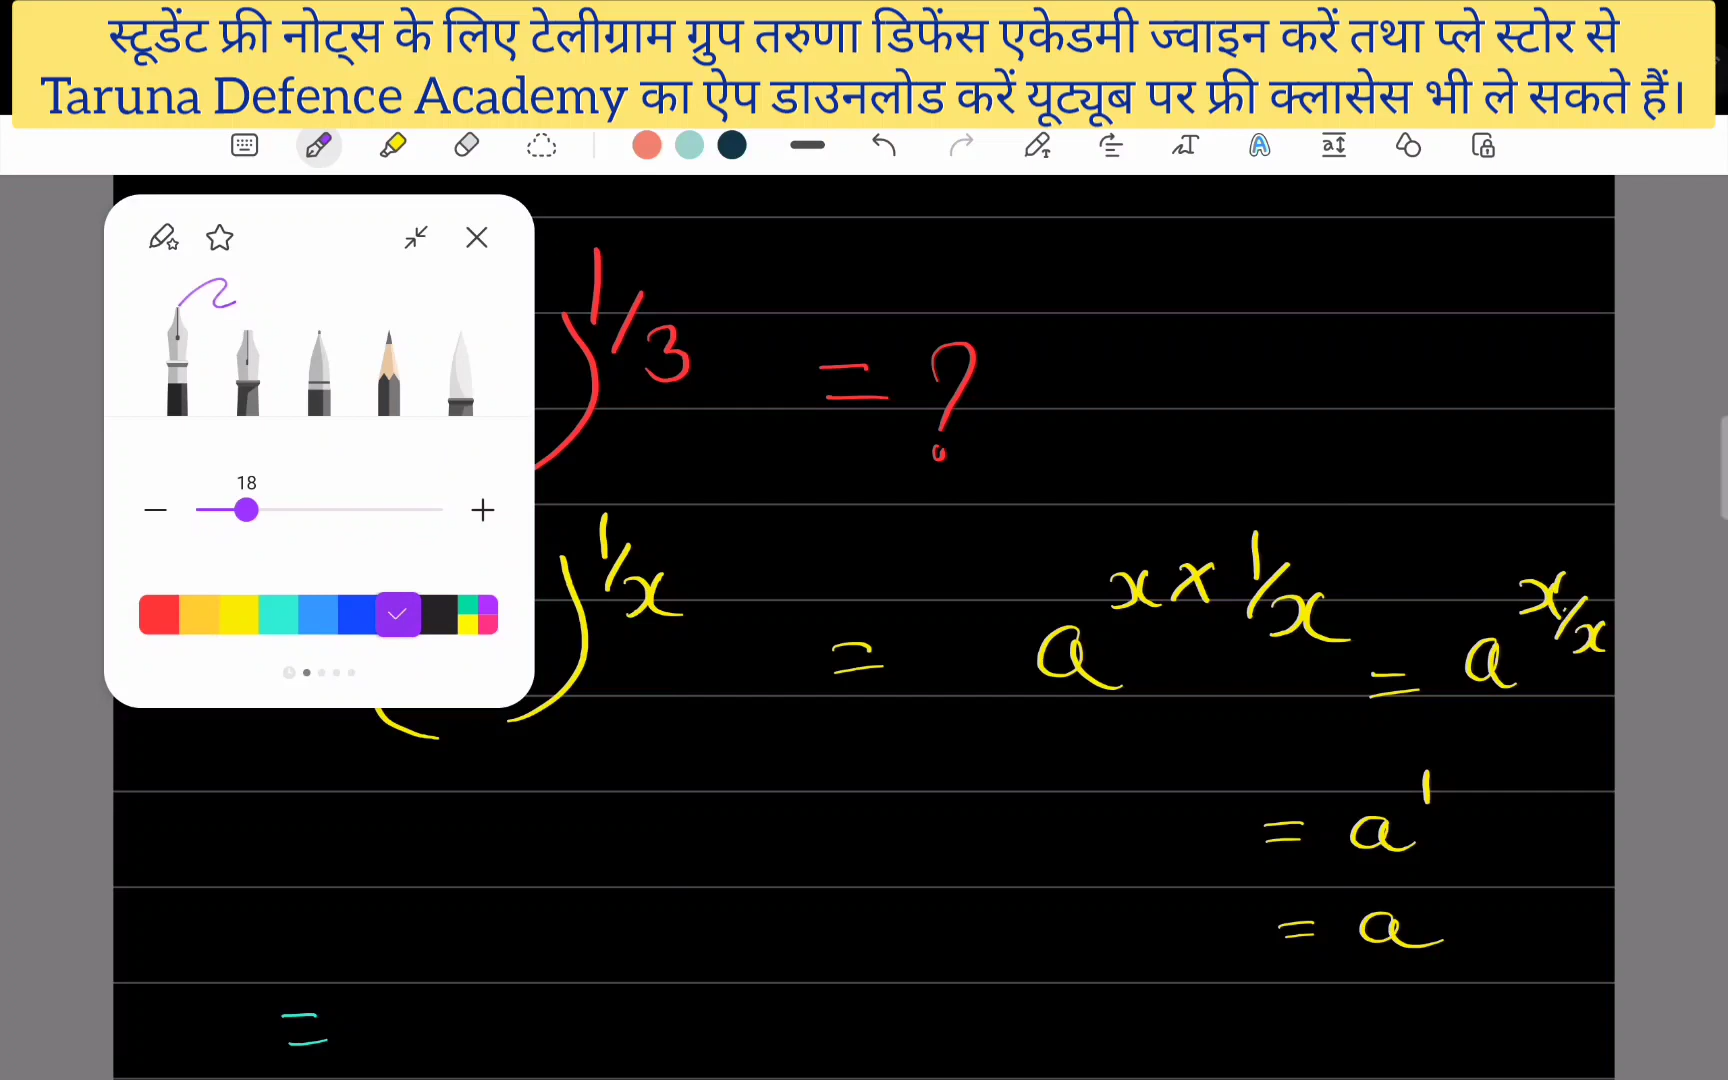 स्टूडेंट फ्री नोट्स के लिए टेलीग्राम ग्रुप तरुणा डिफेंस एकेडमी ज्वाइन करें तथा प्ले स्टोर से
Taruna Defence Academy का ऐप डाउनलोड करें यूट्यूब पर फ्री क्लासेस भी ले सकते हैं।
18
)^1/3 = ?
)^1/x = a^x × 1/x = a^x/x
= a^1
= a
=